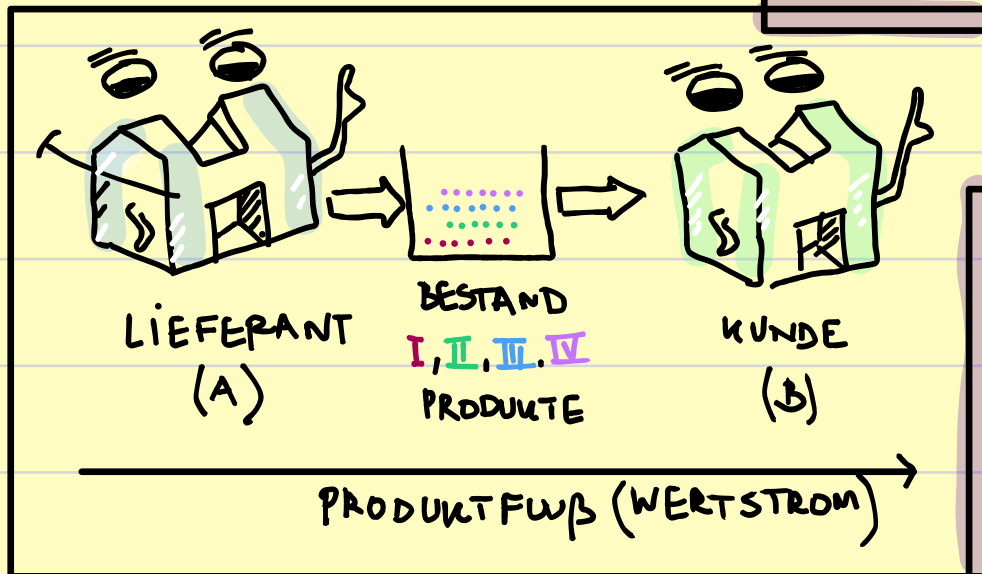 LIEFERANT
(A)
BESTAND
I, II, III. IV
PRODUKTE
KUNDE
(B)
PRODUKTFLUß (WERTSTROM)